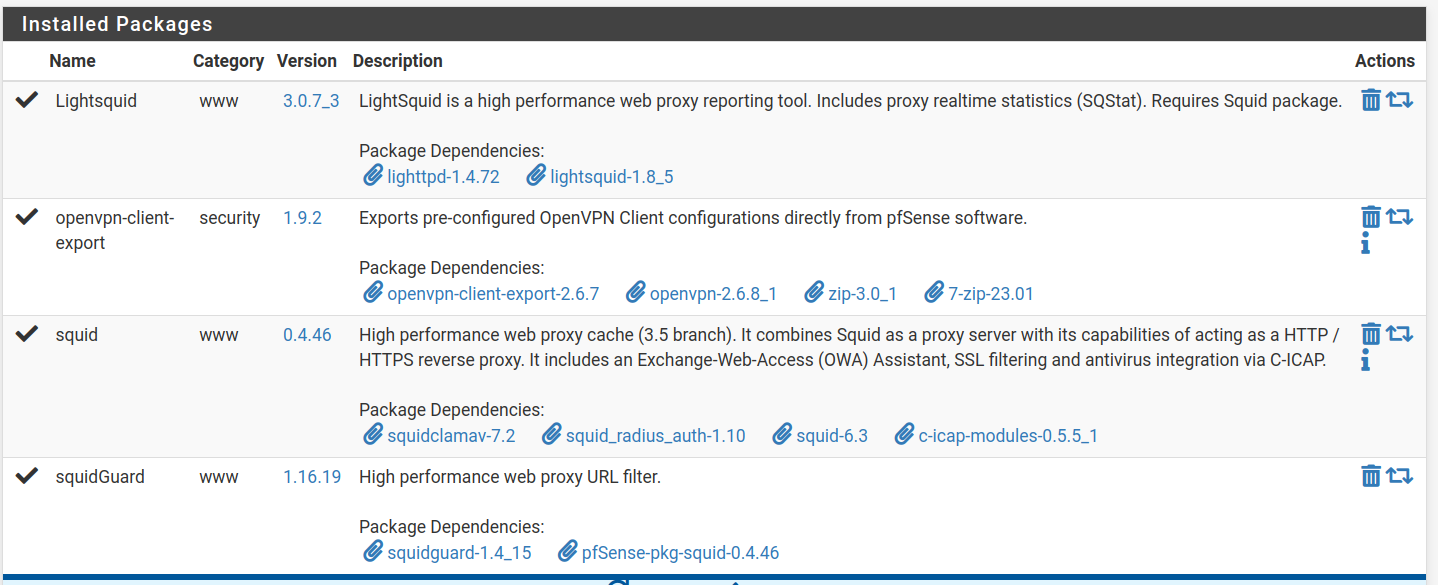 Installed Packages
Name Category Version Description Actions
Lightsquid www 3.0.7_3 LightSquid is a high performance web proxy reporting tool. Includes proxy realtime statistics (SQStat). Requires Squid package.
Package Dependencies:
lighttpd-1.4.72 lightsquid-1.8_5
openvpn-client- security 1.9.2 Exports pre-configured OpenVPN Client configurations directly from pfSense software.
export
Package Dependencies:
openvpn-client-export-2.6.7 openvpn-2.6.8_1 zip-3.0_1 7-zip-23.01
squid www 0.4.46 High performance web proxy cache (3.5 branch). It combines Squid as a proxy server with its capabilities of acting as a HTTP /
HTTPS reverse proxy. It includes an Exchange-Web-Access (OWA) Assistant, SSL filtering and antivirus integration via C-ICAP.
Package Dependencies:
squidclamav-7.2 squid_radius_auth-1.10 squid-6.3 c-icap-modules-0.5.5_1
squidGuard www 1.16.19 High performance web proxy URL filter.
Package Dependencies:
squidguard-1.4_15 pfSense-pkg-squid-0.4.46